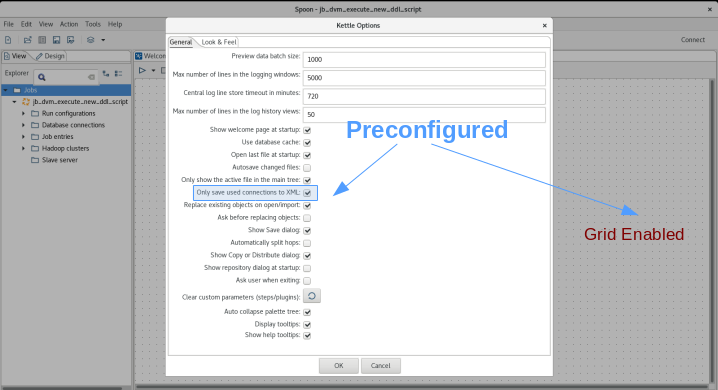 Spoon - jb_dvm_execute_new_ddl_script
File Edit View Action Tools Help
Connect
View Design
Explorer
Jobs
jb_dvm_execute_new_ddl_script
Run configurations
Database connections
Job entries
Hadoop clusters
Slave server
Welcom
Kettle Options
General Look & Feel
Preview data batch size: 1000
Max number of lines in the logging windows: 5000
Central log line store timeout in minutes: 720
Max number of lines in the log history views: 50
Show welcome page at startup:
Use database cache:
Open last file at startup:
Autosave changed files:
Only show the active file in the main tree:
Only save used connections to XML:
Replace existing objects on open/import:
Ask before replacing objects:
Show Save dialog:
Automatically split hops:
Show Copy or Distribute dialog:
Show repository dialog at startup:
Ask user when exiting:
Clear custom parameters (steps/plugins):
Auto collapse palette tree:
Display tooltips:
Show help tooltips:
OK Cancel
Preconfigured
Grid Enabled